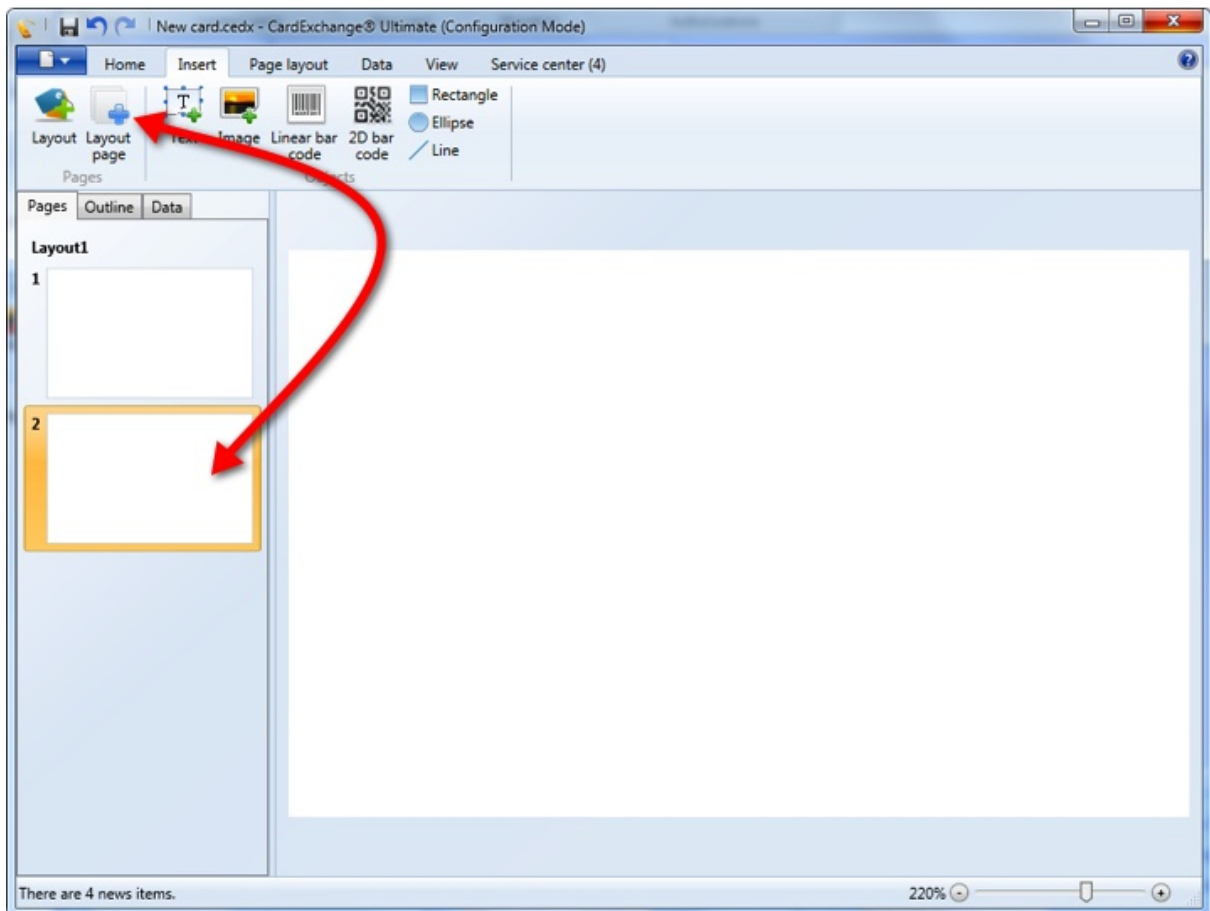 New card.cedx - CardExchange® Ultimate (Configuration Mode)
Home Insert Page layout Data View Service center (4)
Layout
Layout page
Text
Image
Linear bar code
2D bar code
Rectangle
Ellipse
Line
Pages
Objects
Pages Outline Data
Layout1
1
2
There are 4 news items.
220%